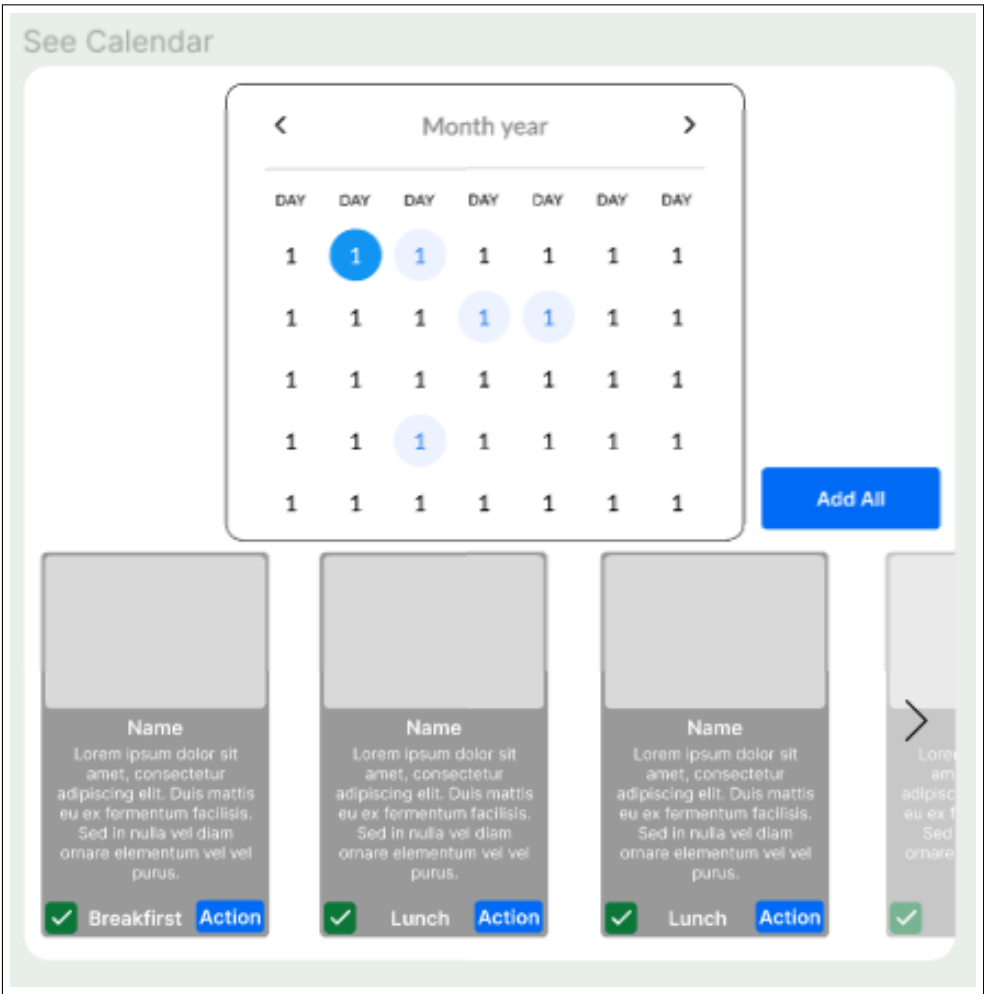 See Calendar
Month year
DAY DAY DAY DAY DAY DAY DAY
1 1 1 1 1 1 1
1 1 1 1 1 1 1
1 1 1 1 1 1 1
1 1 1 1 1 1 1
1 1 1 1 1 1 1
Add All
Name
Lorem ipsum dolor sit
amet, consectetur
adipiscing elit. Duis mattis
eu ex fermentum facilisis.
Sed in nulla vel diam
ornare elementum vel vel
purus.
Breakfirst Action
Name
Lorem ipsum dolor sit
amet, consectetur
adipiscing elit. Duis mattis
eu ex fermentum facilisis.
Sed in nulla vel diam
ornare elementum vel vel
purus.
Lunch Action
Name
Lorem ipsum dolor sit
amet, consectetur
adipiscing elit. Duis mattis
eu ex fermentum facilisis.
Sed in nulla vel diam
ornare elementum vel vel
purus.
Lunch Action
eu ex
Sed
ornare